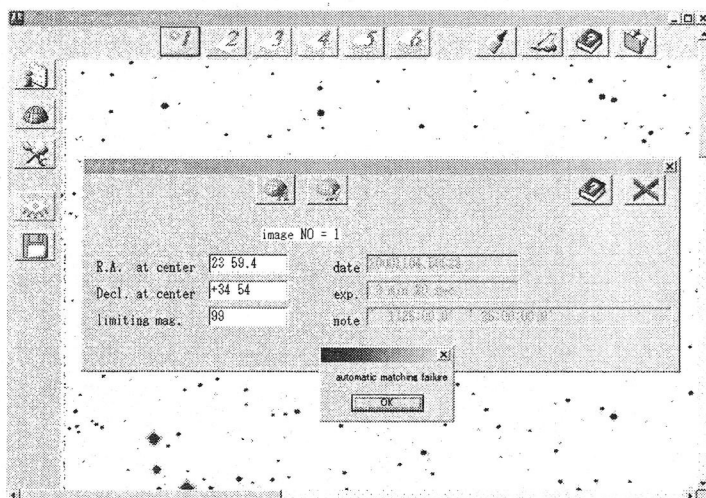 1 2 3 4 5 6
image NO = 1
R.A. at center 23 59.4 date
Decl. at center +34 54 exp.
limiting mag. 99 note
automatic matching failure
OK